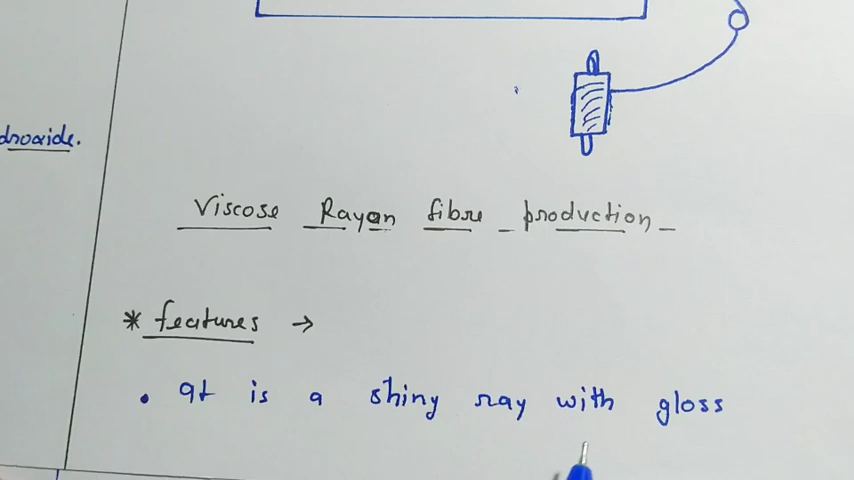 droxide.
Viscose Rayon fibre production
* features →
• It is a shiny ray with gloss